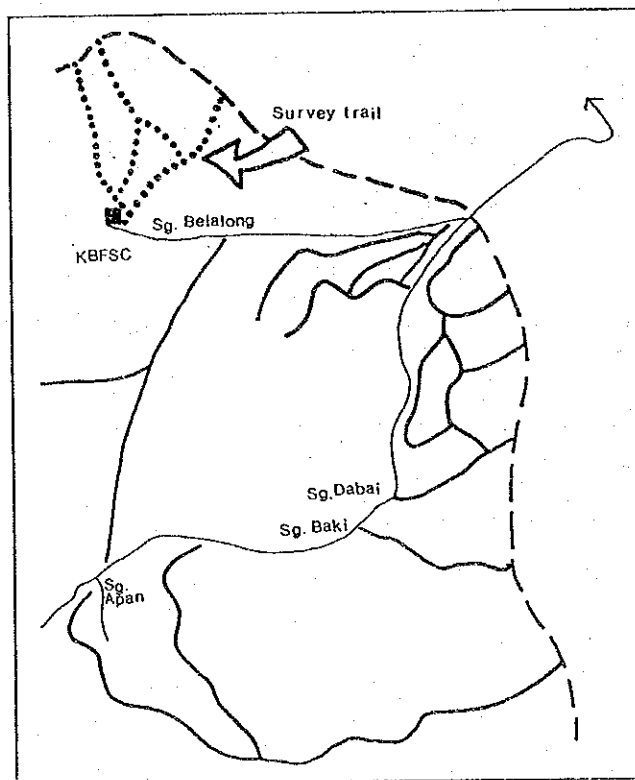 Survey trail
Sg. Belalong
KBFSC
Sg. Dabai
Sg. Baki
Sg.
Apan